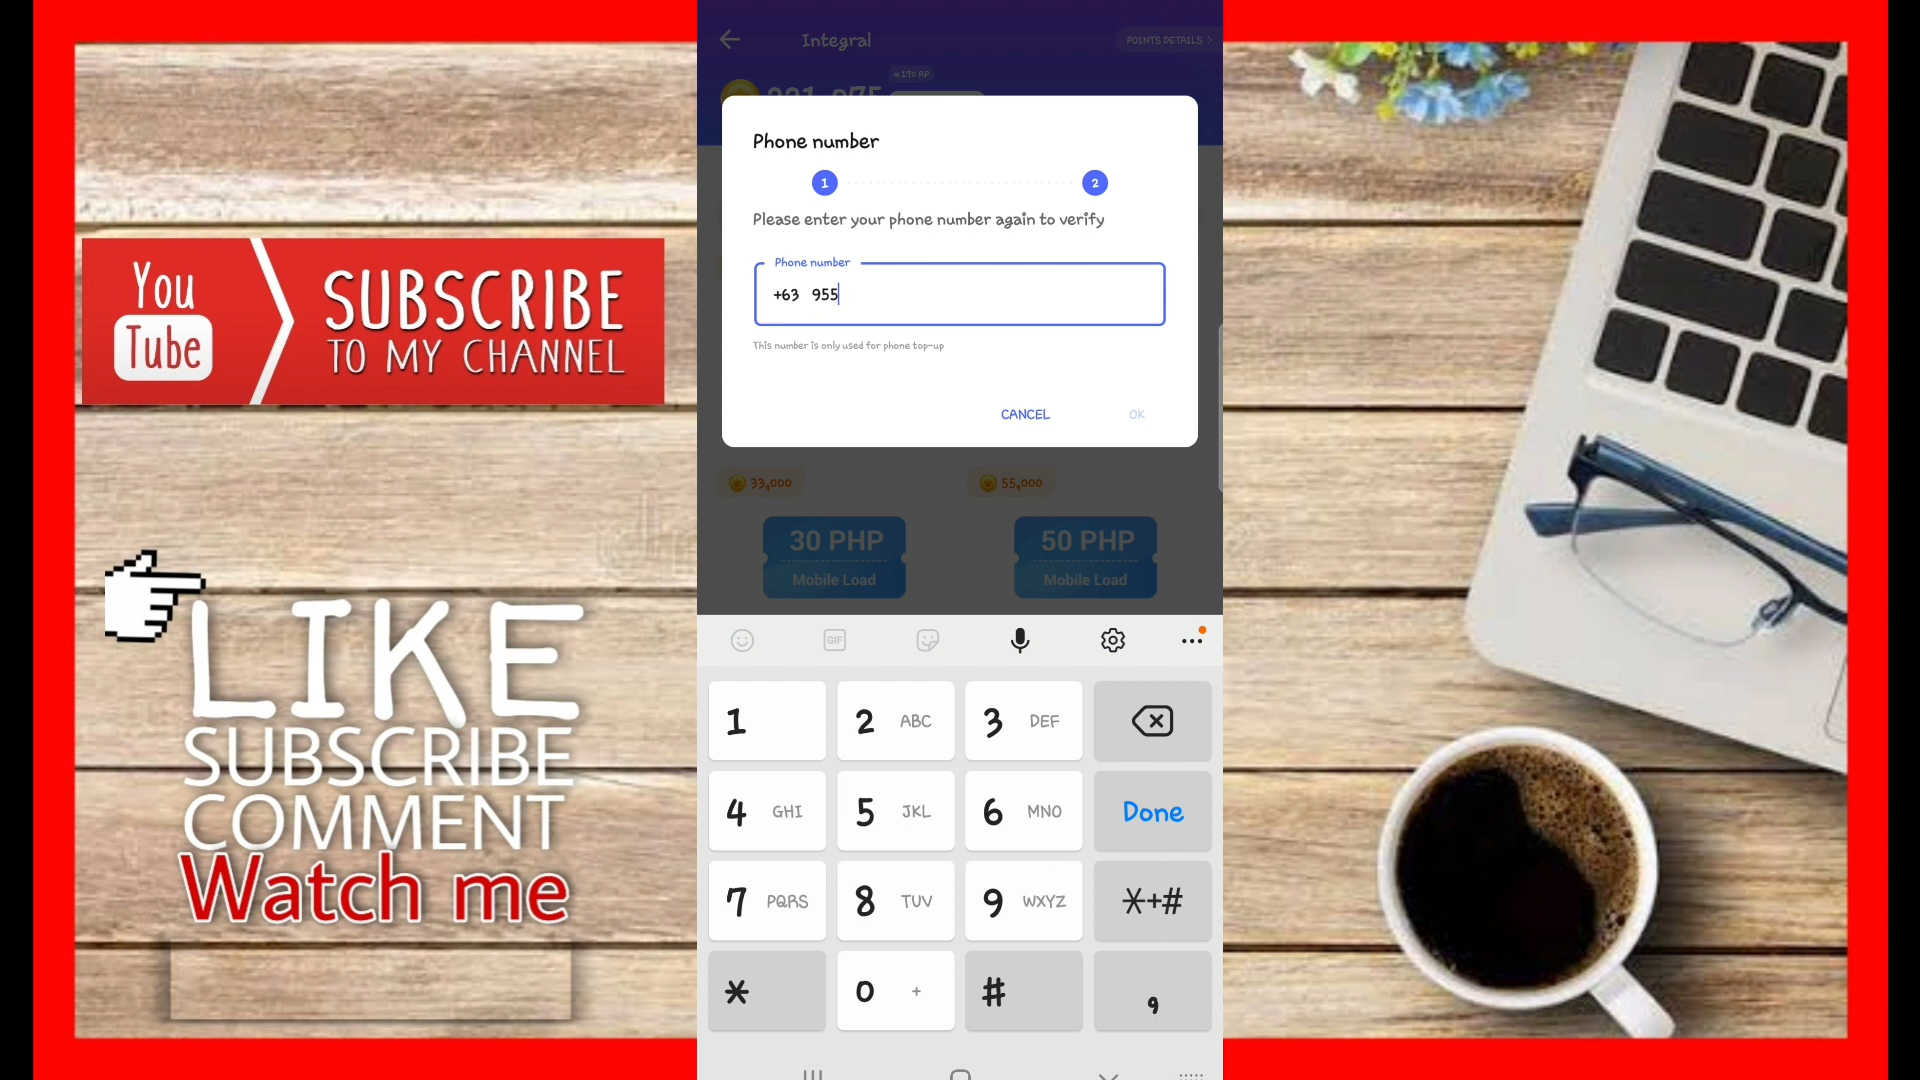 Integral
POINTS DETAILS >
≈170 AP
Phone number
1
2
Please enter your phone number again to verify
Phone number
+63 955
This number is only used for phone top-up
CANCEL
OK
33,000
55,000
30 PHP
Mobile Load
50 PHP
Mobile Load
GIF
1
2 ABC
3 DEF
4 GHI
5 JKL
6 MNO
Done
7 PQRS
8 TUV
9 WXYZ
*+#
*
0 +
#
,
You
Tube
SUBSCRIBE
TO MY CHANNEL
LIKE
SUBSCRIBE
COMMENT
Watch me